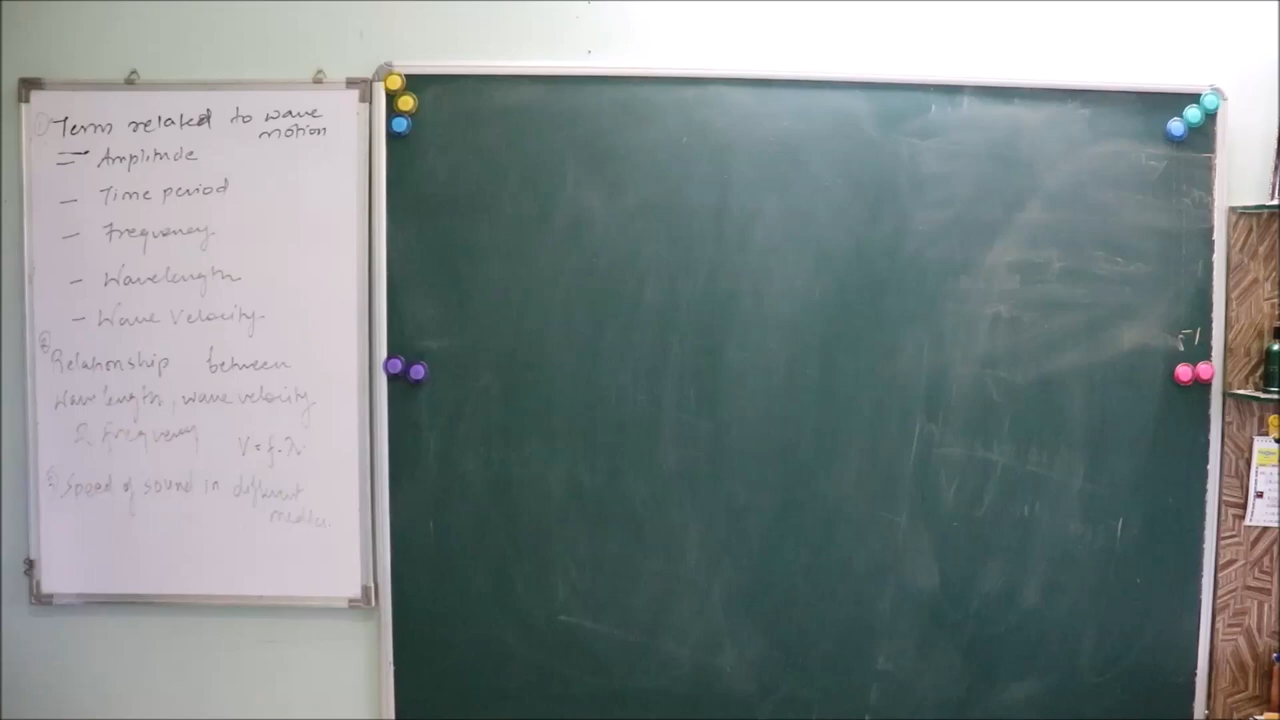 ① Term related to wave
motion
— Amplitude
— Time period
— Frequency
— Wavelength
— Wave Velocity
② Relationship between
wavelength, wave velocity
& frequency V = f.λ
③ Speed of sound in different
media.